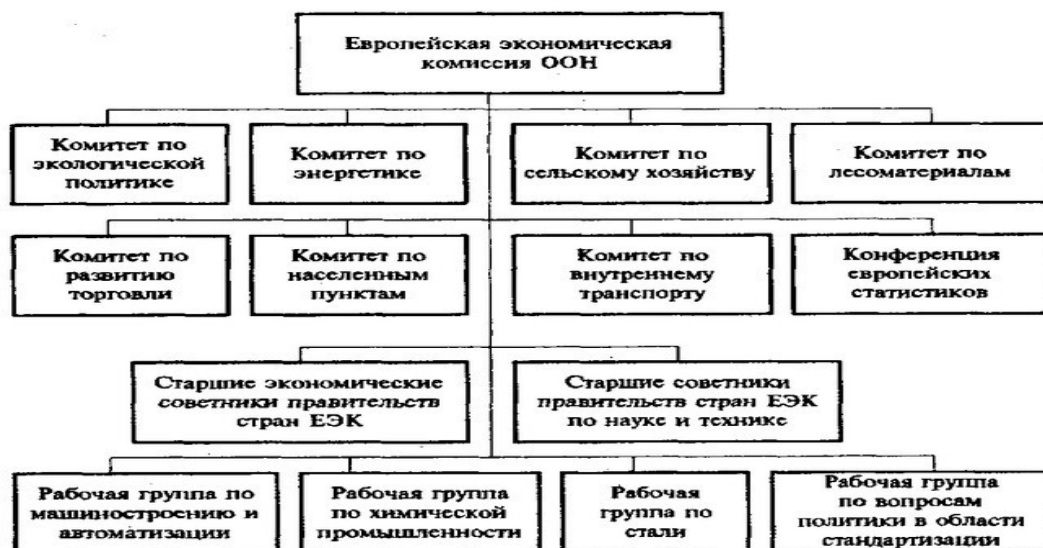 Европейская экономическая
комиссия ООН
Комитет по
экологической
политике
Комитет по
энергетике
Комитет по
сельскому хозяйству
Комитет по
лесоматериалам
Комитет по
развитию
торговли
Комитет по
населенным
пунктам
Комитет по
внутреннему
транспорту
Конференция
европейских
статистиков
Старшие экономические
советники правительств
стран ЕЭК
Старшие советники
правительств стран ЕЭК
по науке и технике
Рабочая группа по
машиностроению и
автоматизации
Рабочая группа
по химической
промышленности
Рабочая
группа по
стали
Рабочая группа
по вопросам
политики в области
стандартизации